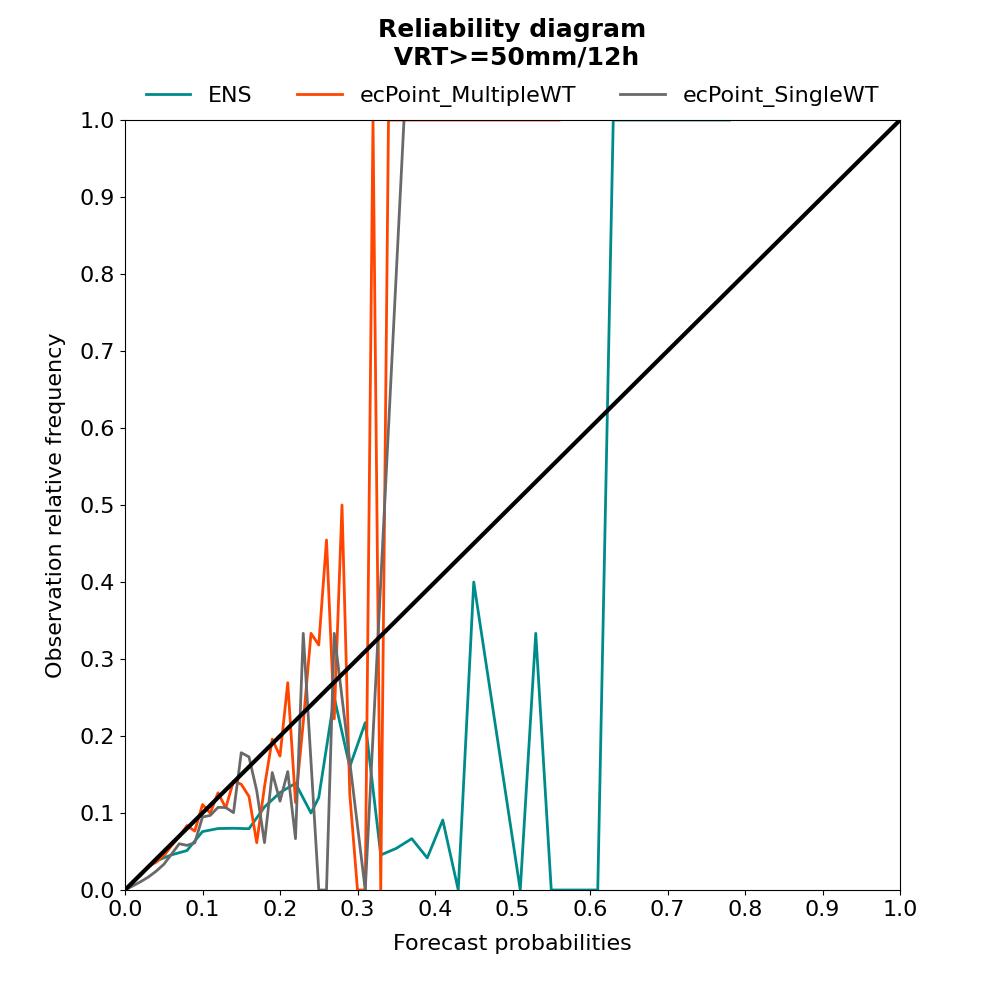 Reliability diagram
VRT>=50mm/12h
ENS ecPoint_MultipleWT ecPoint_SingleWT
1.0
0.9
0.8
0.7
0.6
0.5
0.4
0.3
0.2
0.1
0.0
Observation relative frequency
0.0 0.1 0.2 0.3 0.4 0.5 0.6 0.7 0.8 0.9 1.0
Forecast probabilities